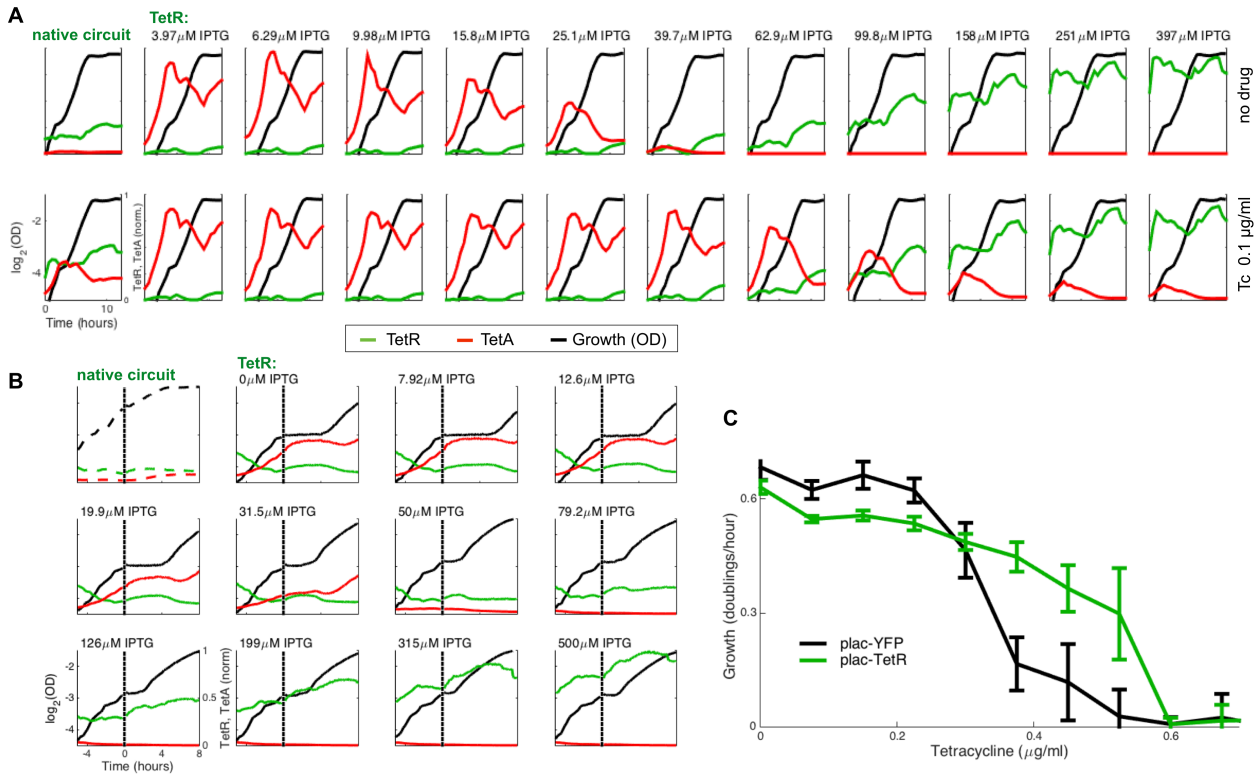 A
TetR:
native circuit
3.97μM IPTG
6.29μM IPTG
9.98μM IPTG
15.8μM IPTG
25.1μM IPTG
39.7μM IPTG
62.9μM IPTG
99.8μM IPTG
158μM IPTG
251μM IPTG
397μM IPTG
no drug
log2(OD)
-2
-4
0
10
Time (hours)
1
0
TetR, TetA (norm.)
Tc 0.1 μg/ml
TetR
TetA
Growth (OD)
B
TetR:
native circuit
0μM IPTG
7.92μM IPTG
12.6μM IPTG
19.9μM IPTG
31.5μM IPTG
50μM IPTG
79.2μM IPTG
126μM IPTG
199μM IPTG
315μM IPTG
500μM IPTG
log2(OD)
-2
-3
-4
-4
0
4
8
Time (hours)
1
0.5
0
TetR, TetA (norm)
C
Growth (doublings/hour)
0.6
0.3
0
plac-YFP
plac-TetR
0
0.2
0.4
0.6
Tetracycline (μg/ml)